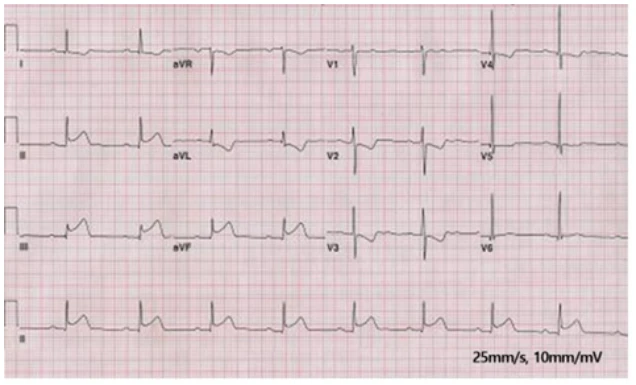 I aVR V1 V4
II aVL V2 V5
III aVF V3 V6
II
25mm/s, 10mm/mV